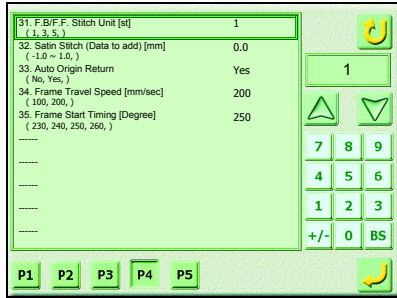 31. F.B/F.F. Stitch Unit [st] 1
( 1, 3, 5, )
32. Satin Stitch (Data to add) [mm] 0.0
( -1.0 ~ 1.0, )
33. Auto Origin Return Yes
( No, Yes, )
34. Frame Travel Speed [mm/sec] 200
( 100, 200, )
35. Frame Start Timing [Degree] 250
( 230, 240, 250, 260, )
------
------
------
------
------
1
7 8 9
4 5 6
1 2 3
+/- 0 BS
P1 P2 P3 P4 P5